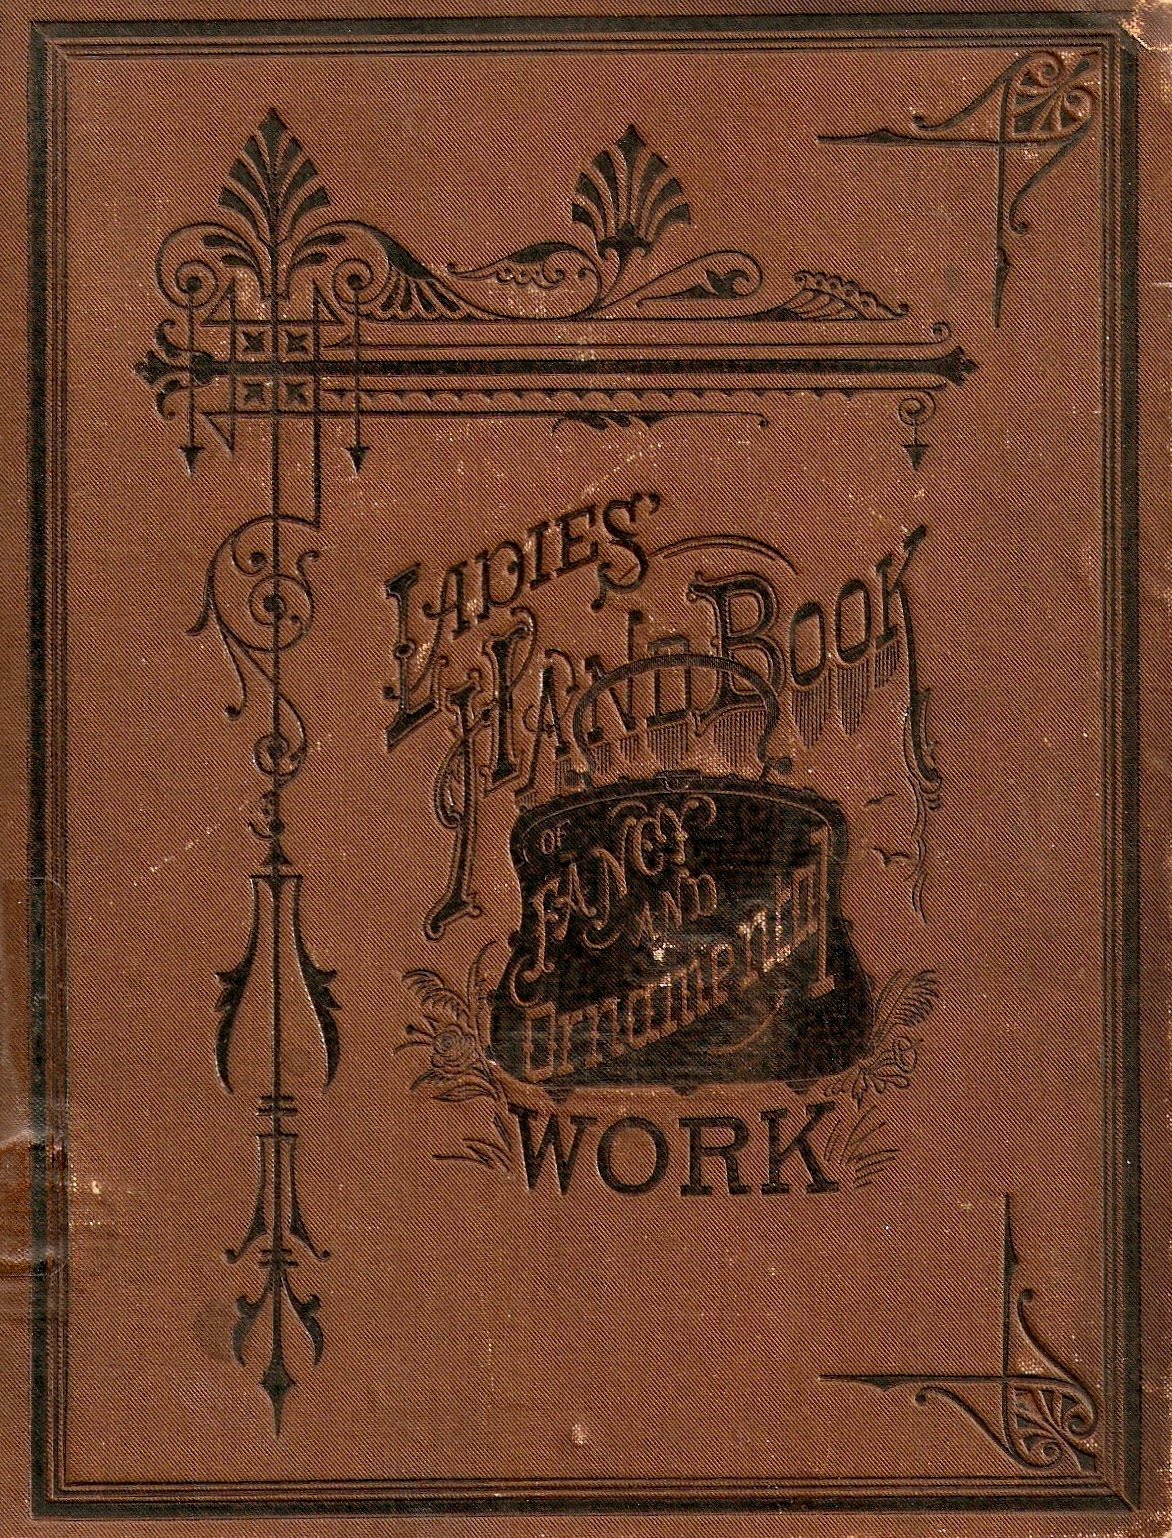 LADIES'
HAND BOOK
OF
FANCY
AND
Ornamental
WORK